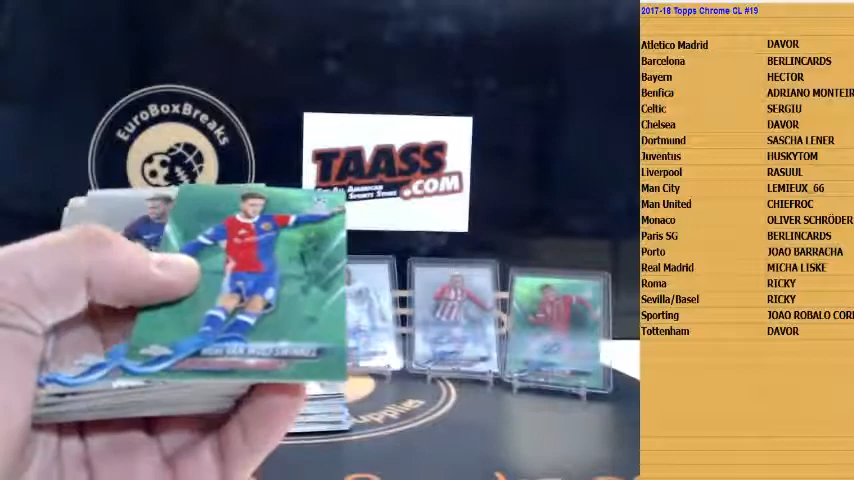 2017-18 Topps Chrome CL #19
Atletico Madrid DAVOR
Barcelona BERLINCARDS
Bayern HECTOR
Benfica ADRIANO MONTEIR
Celtic SERGIU
Chelsea DAVOR
Dortmund SASCHA LENER
Juventus HUSKYTOM
Liverpool RASUUL
Man City LEMIEUX_66
Man United CHIEFROC
Monaco OLIVER SCHRÖDER
Paris SG BERLINCARDS
Porto JOAO BARRACHA
Real Madrid MICHA LISKE
Roma RICKY
Sevilla/Basel RICKY
Sporting JOAO ROBALO CORI
Tottenham DAVOR
EuroBoxBreaks
TAASS
.COM